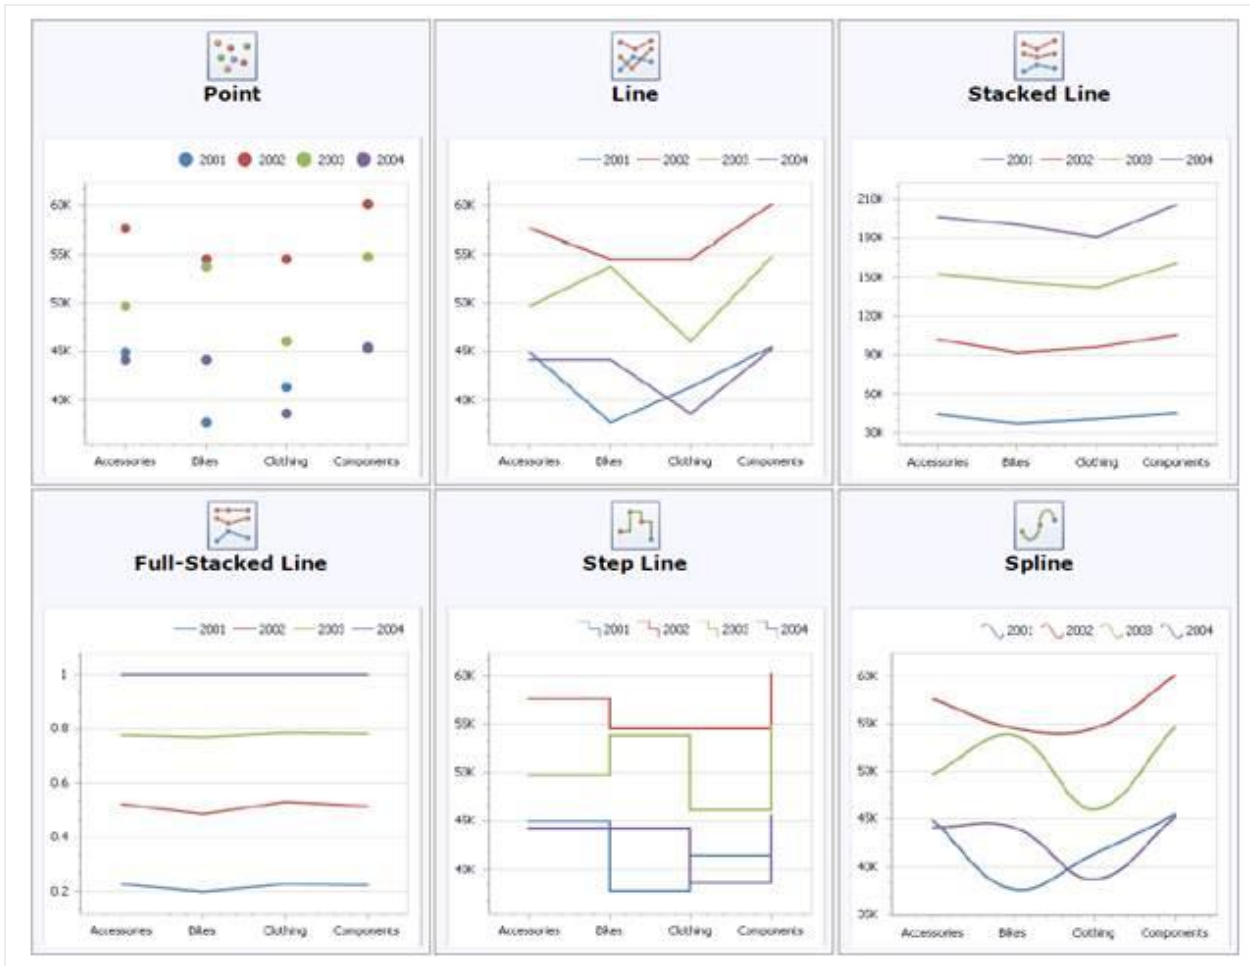 Point
2001 2002 2003 2004
60K
55K
50K
45K
40K
Accessories Bikes Clothing Components
Line
2001 2002 2003 2004
60K
55K
50K
45K
40K
Accessories Bikes Clothing Components
Stacked Line
2001 2002 2003 2004
210K
190K
150K
120K
90K
60K
30K
Accessories Bikes Clothing Components
Full-Stacked Line
2001 2002 2003 2004
1
0.8
0.6
0.4
0.2
Accessories Bikes Clothing Components
Step Line
2001 2002 2003 2004
60K
55K
50K
45K
40K
Accessories Bikes Clothing Components
Spline
2001 2002 2003 2004
60K
55K
50K
45K
40K
35K
Accessories Bikes Clothing Components